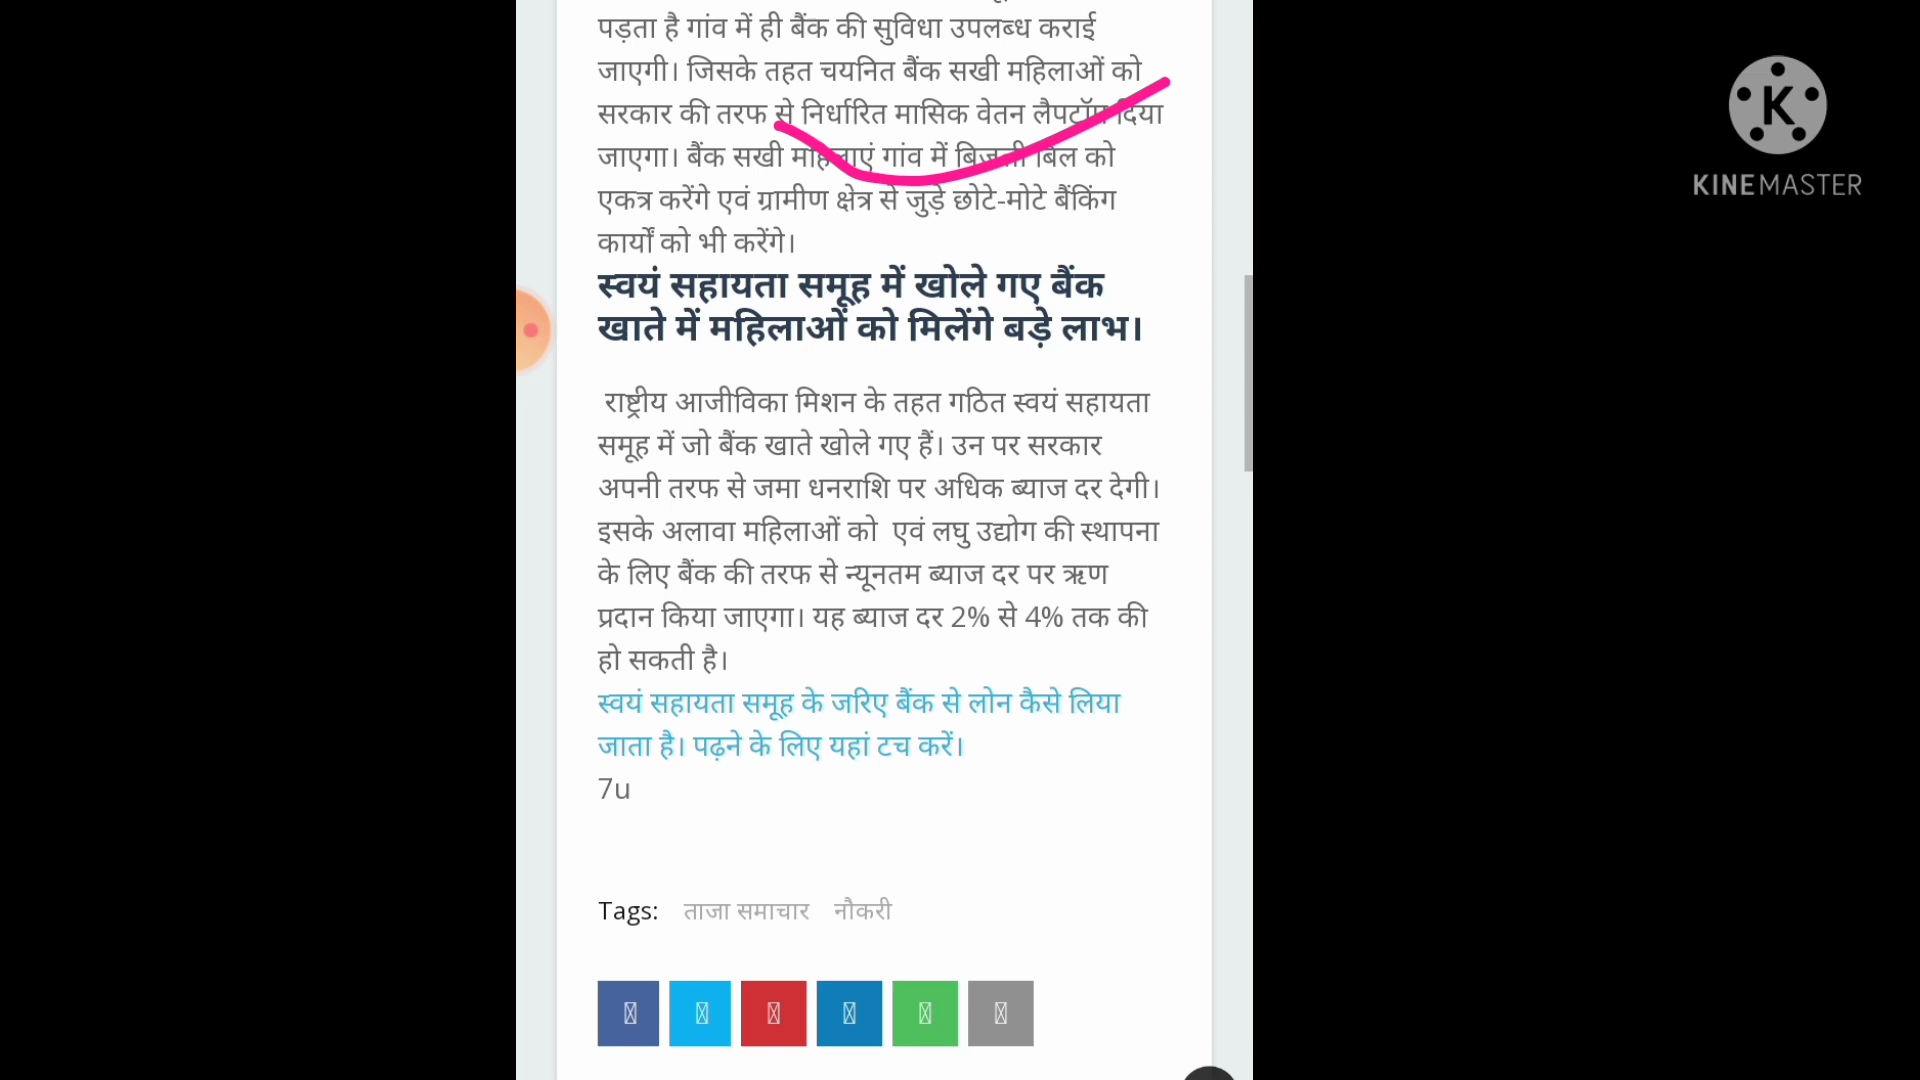 पड़ता है गांव में ही बैंक की सुविधा उपलब्ध कराई
जाएगी। जिसके तहत चयनित बैंक सखी महिलाओं को
सरकार की तरफ से निर्धारित मासिक वेतन लैपटॉप दिया
जाएगा। बैंक सखी महिलाएं गांव में बिजली बिल को
एकत्र करेंगे एवं ग्रामीण क्षेत्र से जुड़े छोटे-मोटे बैंकिंग
कार्यों को भी करेंगे।
स्वयं सहायता समूह में खोले गए बैंक
खाते में महिलाओं को मिलेंगे बड़े लाभ।
राष्ट्रीय आजीविका मिशन के तहत गठित स्वयं सहायता
समूह में जो बैंक खाते खोले गए हैं। उन पर सरकार
अपनी तरफ से जमा धनराशि पर अधिक ब्याज दर देगी।
इसके अलावा महिलाओं को एवं लघु उद्योग की स्थापना
के लिए बैंक की तरफ से न्यूनतम ब्याज दर पर ऋण
प्रदान किया जाएगा। यह ब्याज दर 2% से 4% तक की
हो सकती है।
स्वयं सहायता समूह के जरिए बैंक से लोन कैसे लिया
जाता है। पढ़ने के लिए यहां टच करें।
7u
Tags: ताजा समाचार नौकरी
K
KINEMASTER